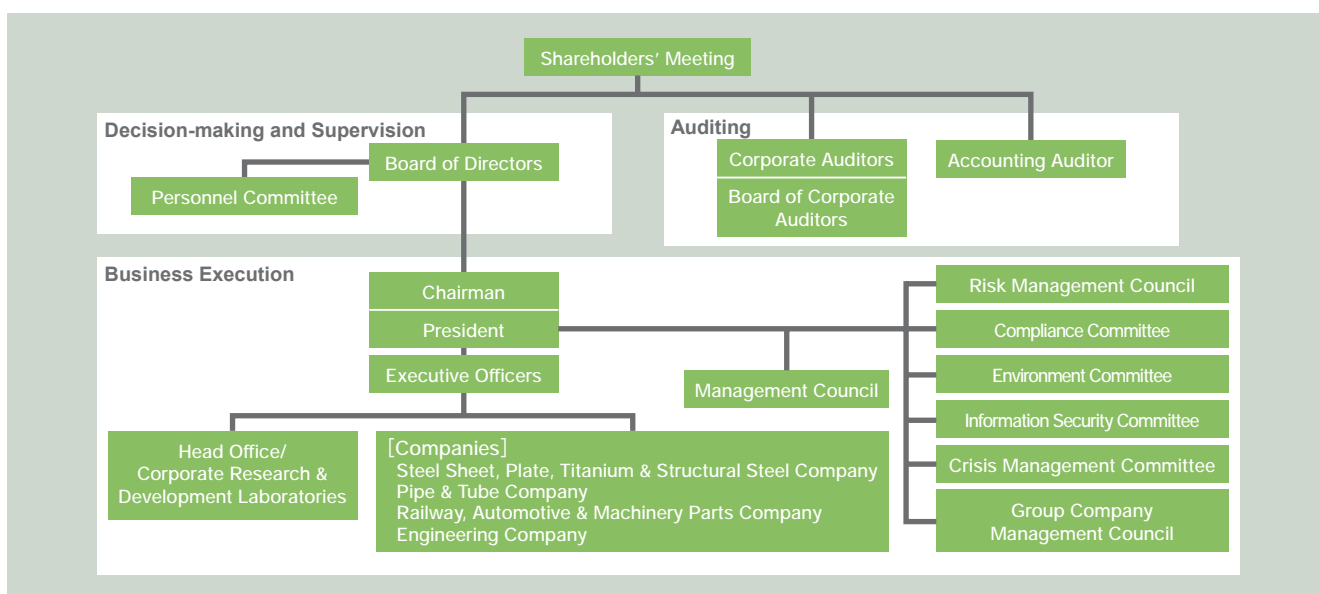 Shareholders’ Meeting
Decision-making and Supervision
Board of Directors
Personnel Committee
Auditing
Corporate Auditors
Board of Corporate
Auditors
Accounting Auditor
Business Execution
Chairman
President
Executive Officers
Management Council
Head Office/
Corporate Research &
Development Laboratories
[Companies]
Steel Sheet, Plate, Titanium & Structural Steel Company
Pipe & Tube Company
Railway, Automotive & Machinery Parts Company
Engineering Company
Risk Management Council
Compliance Committee
Environment Committee
Information Security Committee
Crisis Management Committee
Group Company
Management Council